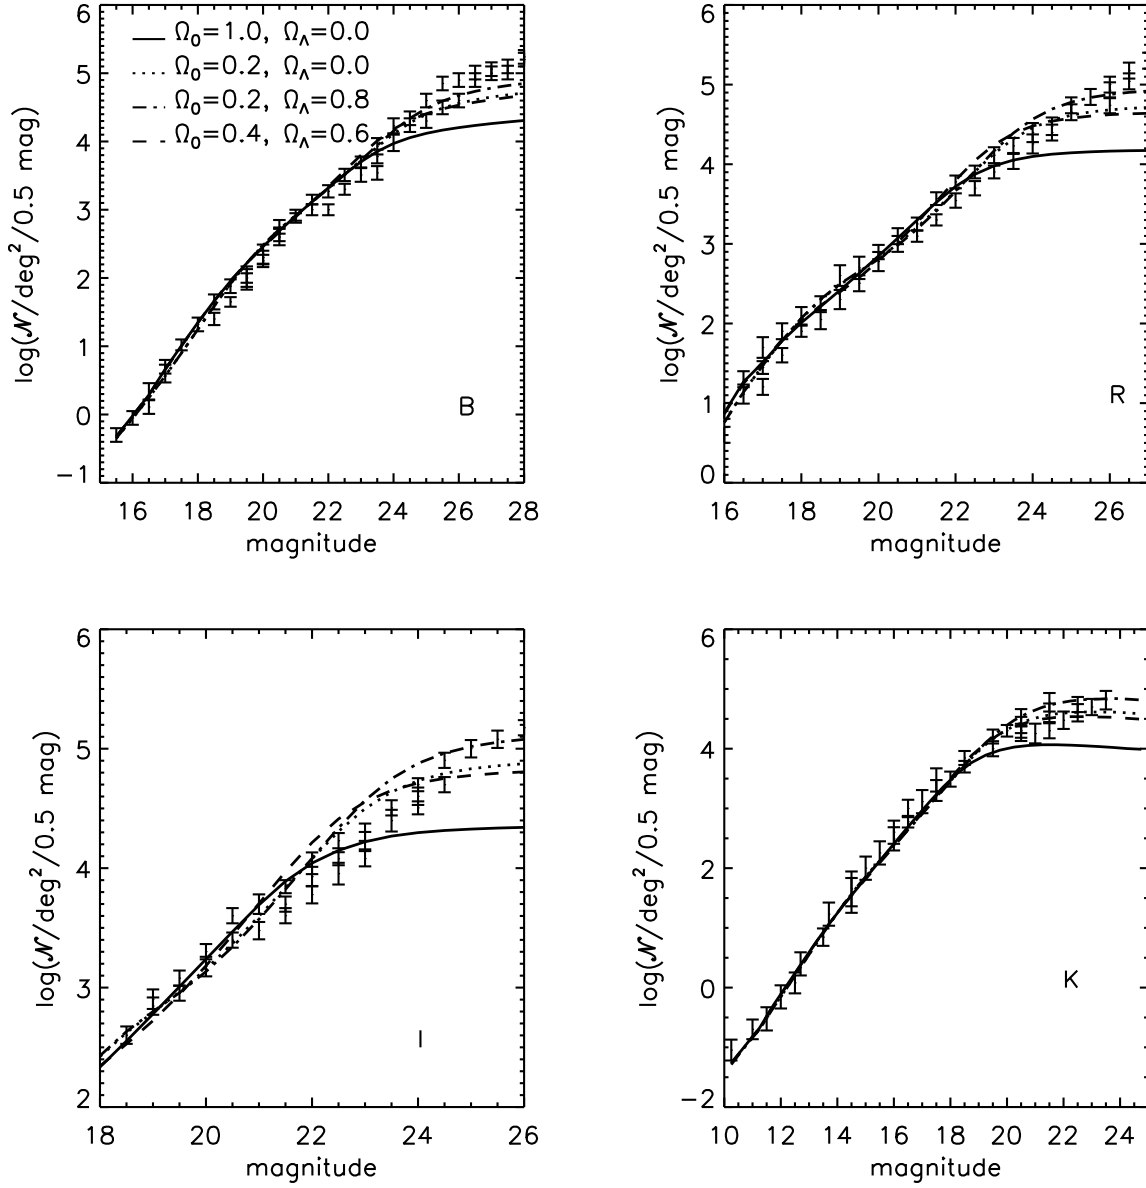 6
5
4
3
2
1
0
−1
log(𝒩/deg²/0.5 mag)
Ω₀=1.0, Ω_Λ=0.0
Ω₀=0.2, Ω_Λ=0.0
Ω₀=0.2, Ω_Λ=0.8
Ω₀=0.4, Ω_Λ=0.6
B
16 18 20 22 24 26 28
magnitude
6
5
4
3
2
1
0
log(𝒩/deg²/0.5 mag)
R
16 18 20 22 24 26
magnitude
6
5
4
3
2
log(𝒩/deg²/0.5 mag)
I
18 20 22 24 26
magnitude
6
4
2
0
−2
log(𝒩/deg²/0.5 mag)
K
10 12 13 14 16 18 20 22 24
magnitude